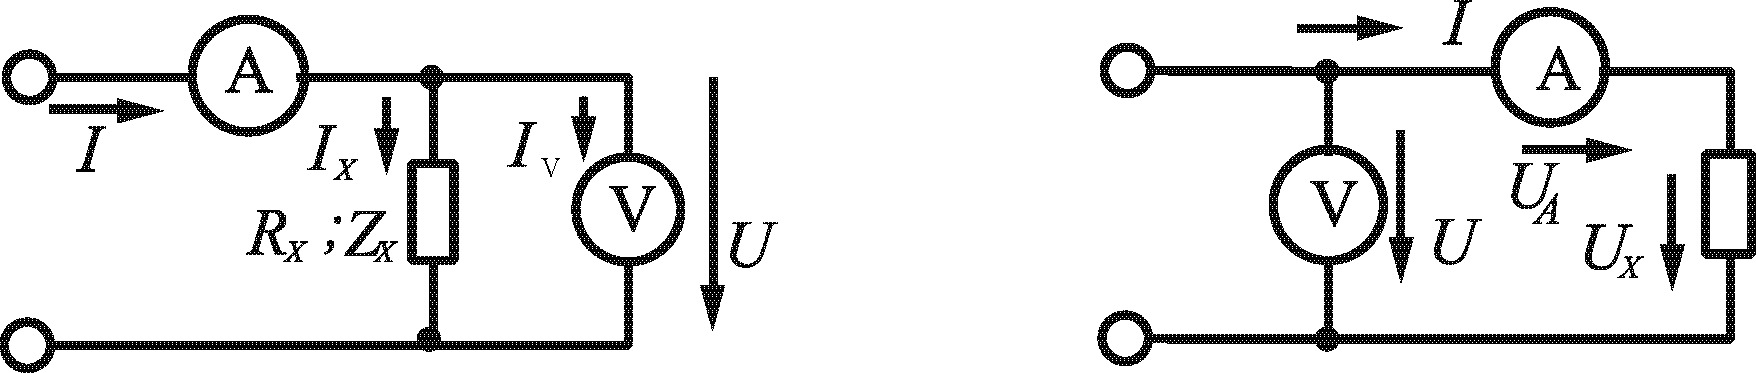 A
I
I_X
I_V
R_X ; Z_X
V
U
I
A
V
U
U_A
U_X